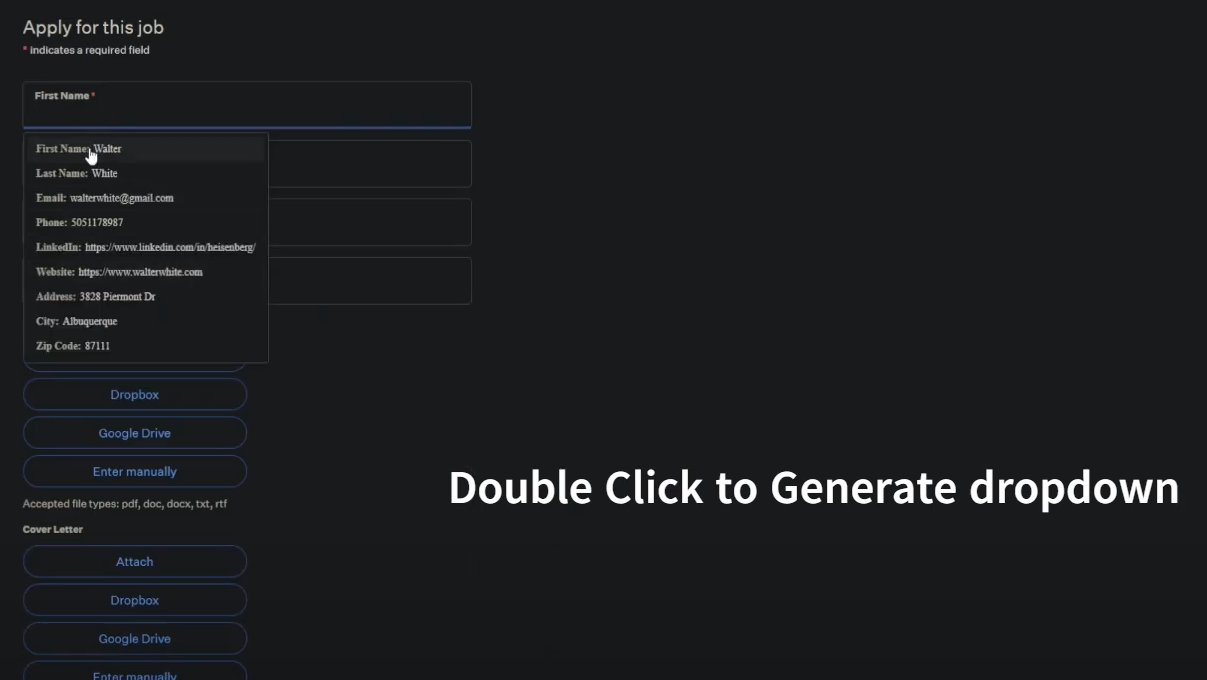 Apply for this job
* indicates a required field
First Name *
First Name: Walter
Last Name: White
Email: walterwhite@gmail.com
Phone: 5051178987
LinkedIn: https://www.linkedin.com/in/heisenberg/
Website: https://www.walterwhite.com
Address: 3828 Piermont Dr
City: Albuquerque
Zip Code: 87111
Dropbox
Google Drive
Enter manually
Accepted file types: pdf, doc, docx, txt, rtf
Double Click to Generate dropdown
Cover Letter
Attach
Dropbox
Google Drive
Enter manually